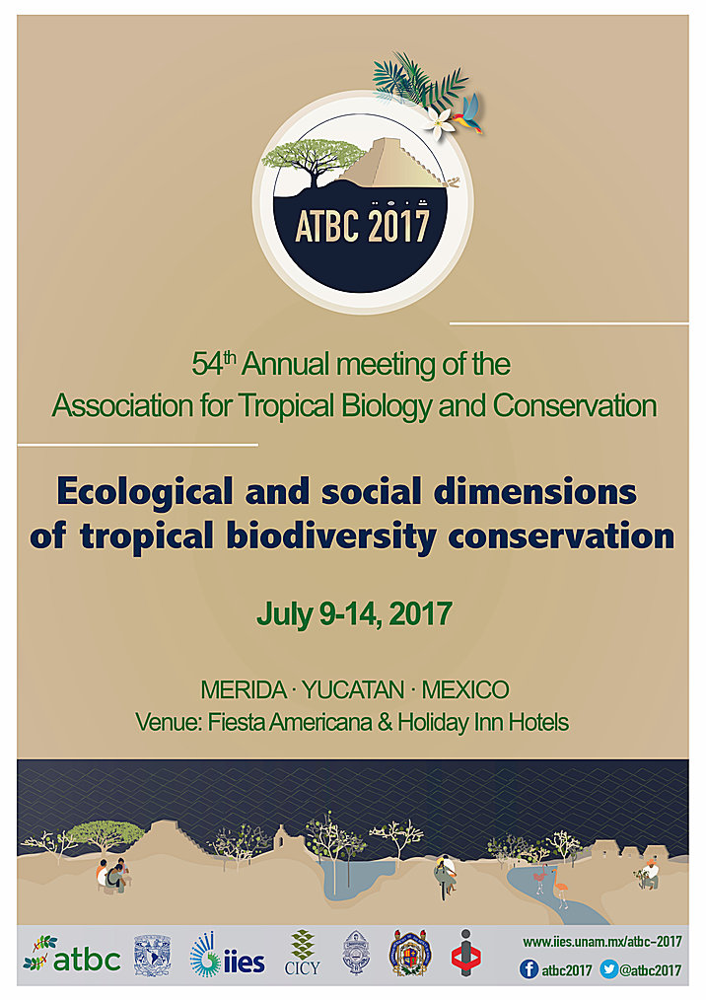 ATBC 2017
54th Annual meeting of the
Association for Tropical Biology and Conservation
Ecological and social dimensions
of tropical biodiversity conservation
July 9-14, 2017
MERIDA · YUCATAN · MEXICO
Venue: Fiesta Americana & Holiday Inn Hotels
atbc
iies
CICY
www.iies.unam.mx/atbc-2017
atbc2017 @atbc2017